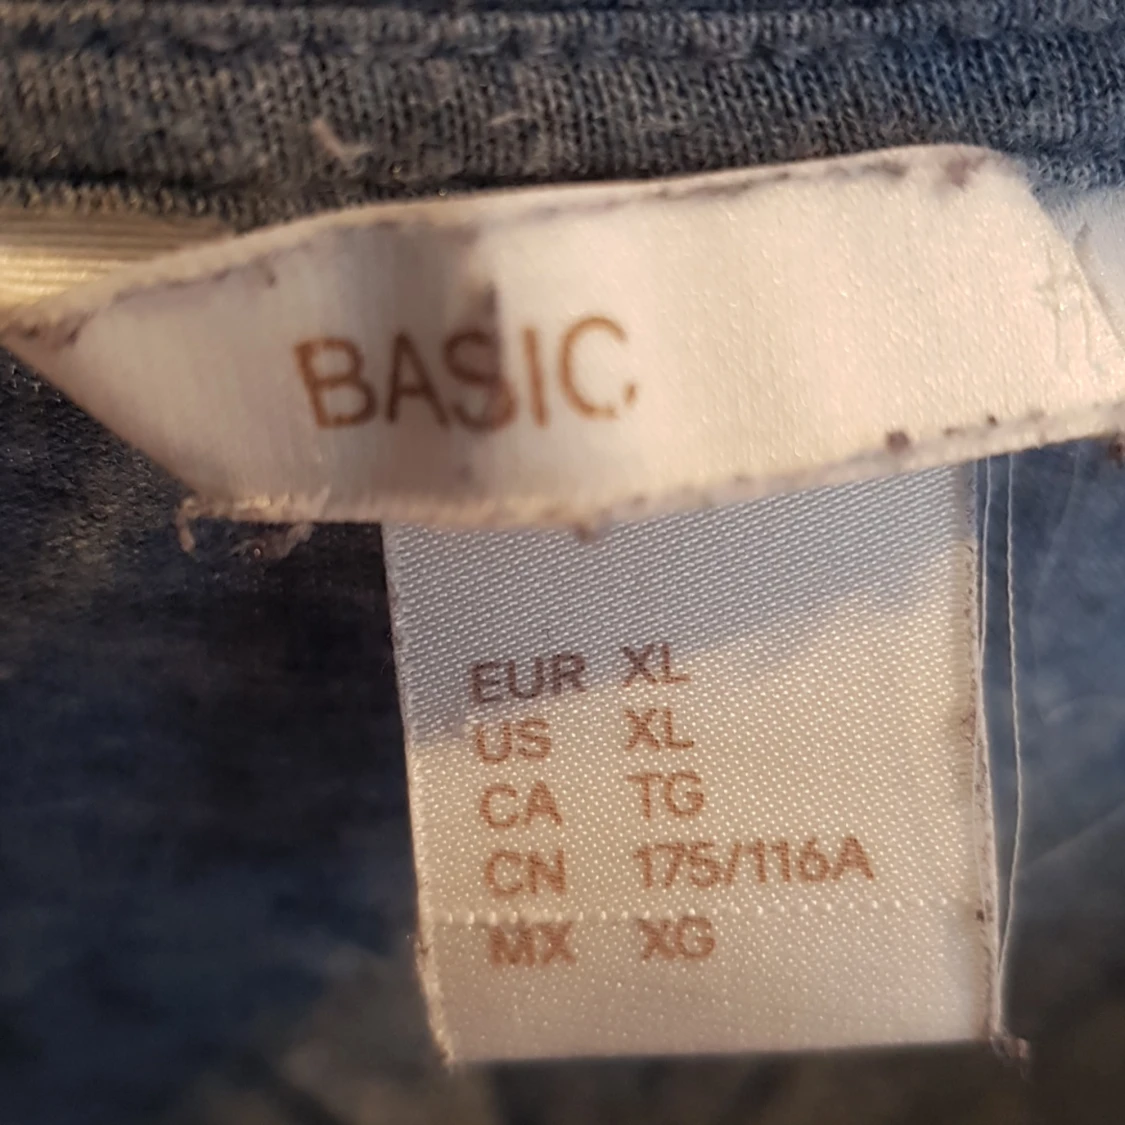 BASIC
EUR XL
US XL
CA TG
CN 175/116A
MX XG